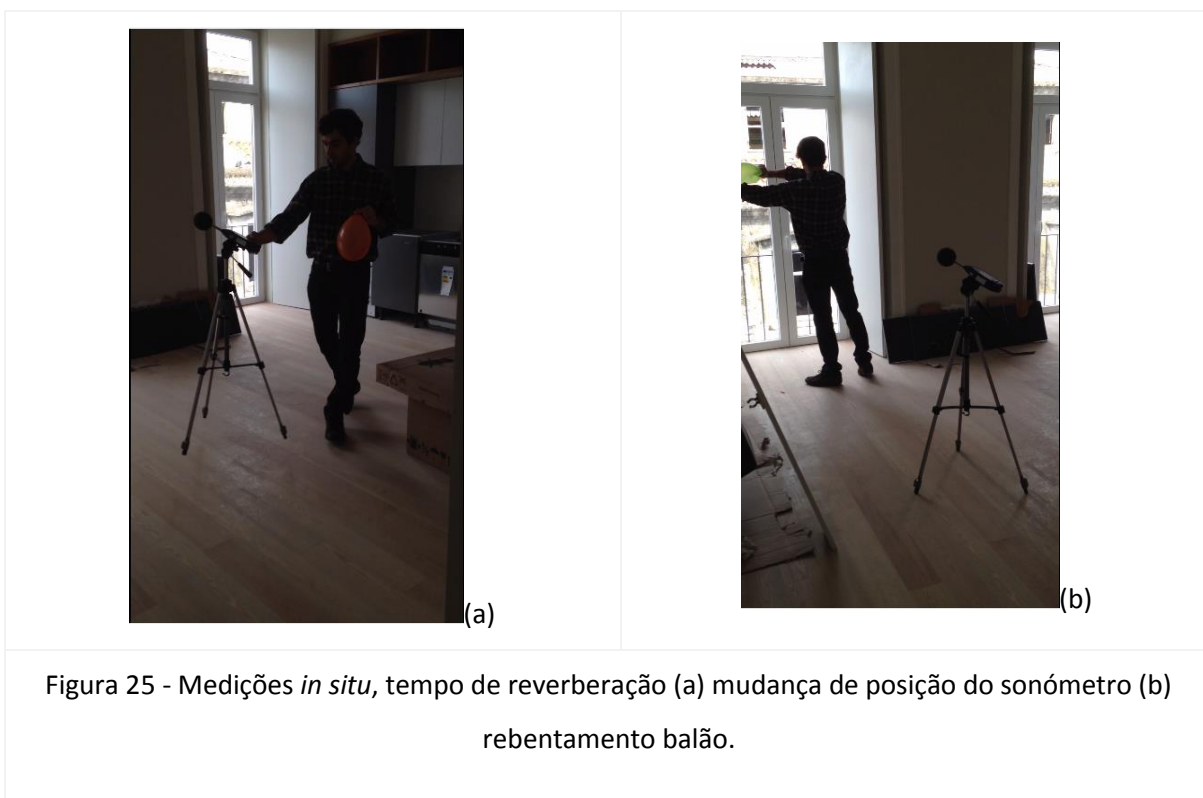 (a)
(b)
Figura 25 - Medições in situ, tempo de reverberação (a) mudança de posição do sonómetro (b)
rebentamento balão.